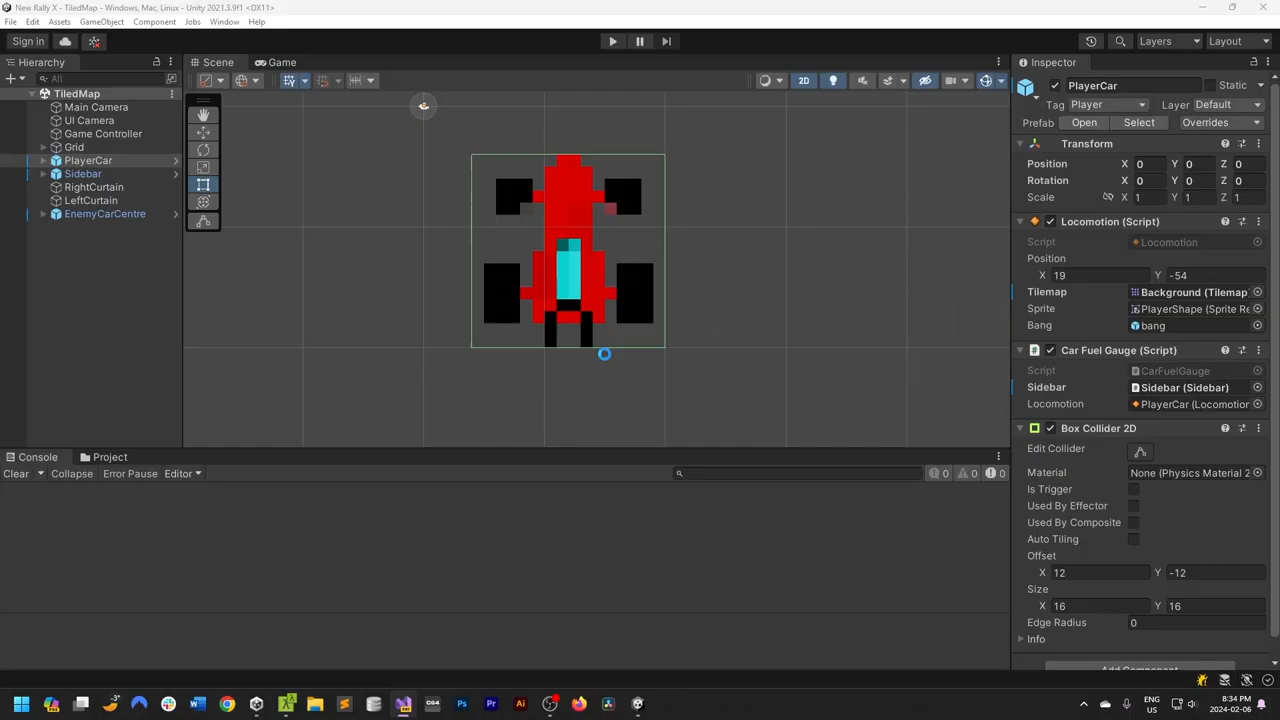 New Rally X - TiledMap - Windows, Mac, Linux - Unity 2021.3.9f1 <DX11>
File Edit Assets GameObject Component Jobs Window Help
Sign in Layers Layout
Hierarchy Scene Game Inspector
All 2D PlayerCar Static
TiledMap Tag Player Layer Default
Main Camera Prefab Open Select Overrides
UI Camera
Game Controller Transform
Grid Position X 0 Y 0 Z 0
PlayerCar Rotation X 0 Y 0 Z 0
Sidebar Scale X 1 Y 1 Z 1
RightCurtain
LeftCurtain
EnemyCarCentre Locomotion (Script)
Script Locomotion
Position
X 19 Y -54
Tilemap Background (Tilemap
Sprite PlayerShape (Sprite Re
Bang bang
Car Fuel Gauge (Script)
Script CarFuelGauge
Sidebar Sidebar (Sidebar)
Locomotion PlayerCar (Locomotion
Box Collider 2D
Edit Collider
Console Project
Clear Collapse Error Pause Editor 0 0 0
Material None (Physics Material 2
Is Trigger
Used By Effector
Used By Composite
Auto Tiling
Offset
X 12 Y -12
Size
X 16 Y 16
Edge Radius 0
Info
Add Component
ENG
US
8:34 PM
2024-02-06